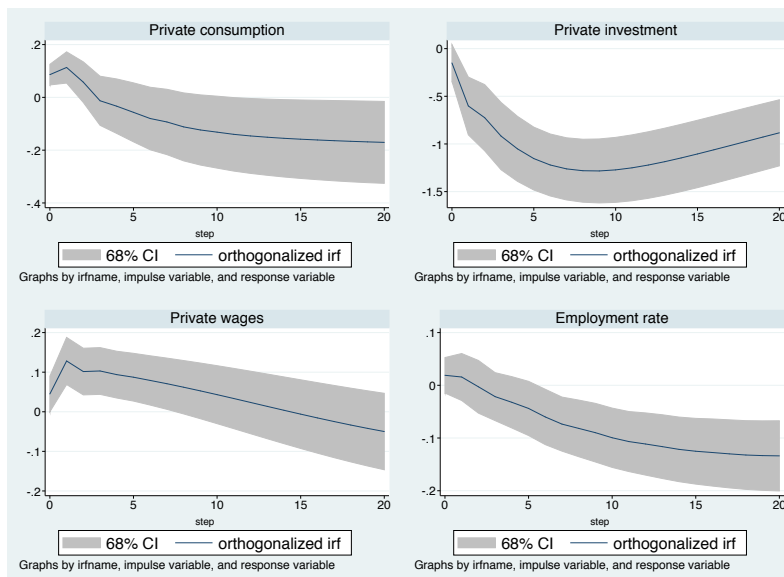 Private consumption
.2
0
-.2
-.4
0 5 10 15 20
step
68% CI orthogonalized irf
Graphs by irfname, impulse variable, and response variable
Private investment
0
-.5
-1
-1.5
0 5 10 15 20
step
68% CI orthogonalized irf
Graphs by irfname, impulse variable, and response variable
Private wages
.2
.1
0
-.1
-.2
0 5 10 15 20
step
68% CI orthogonalized irf
Graphs by irfname, impulse variable, and response variable
Employment rate
.1
0
-.1
-.2
0 5 10 15 20
step
68% CI orthogonalized irf
Graphs by irfname, impulse variable, and response variable